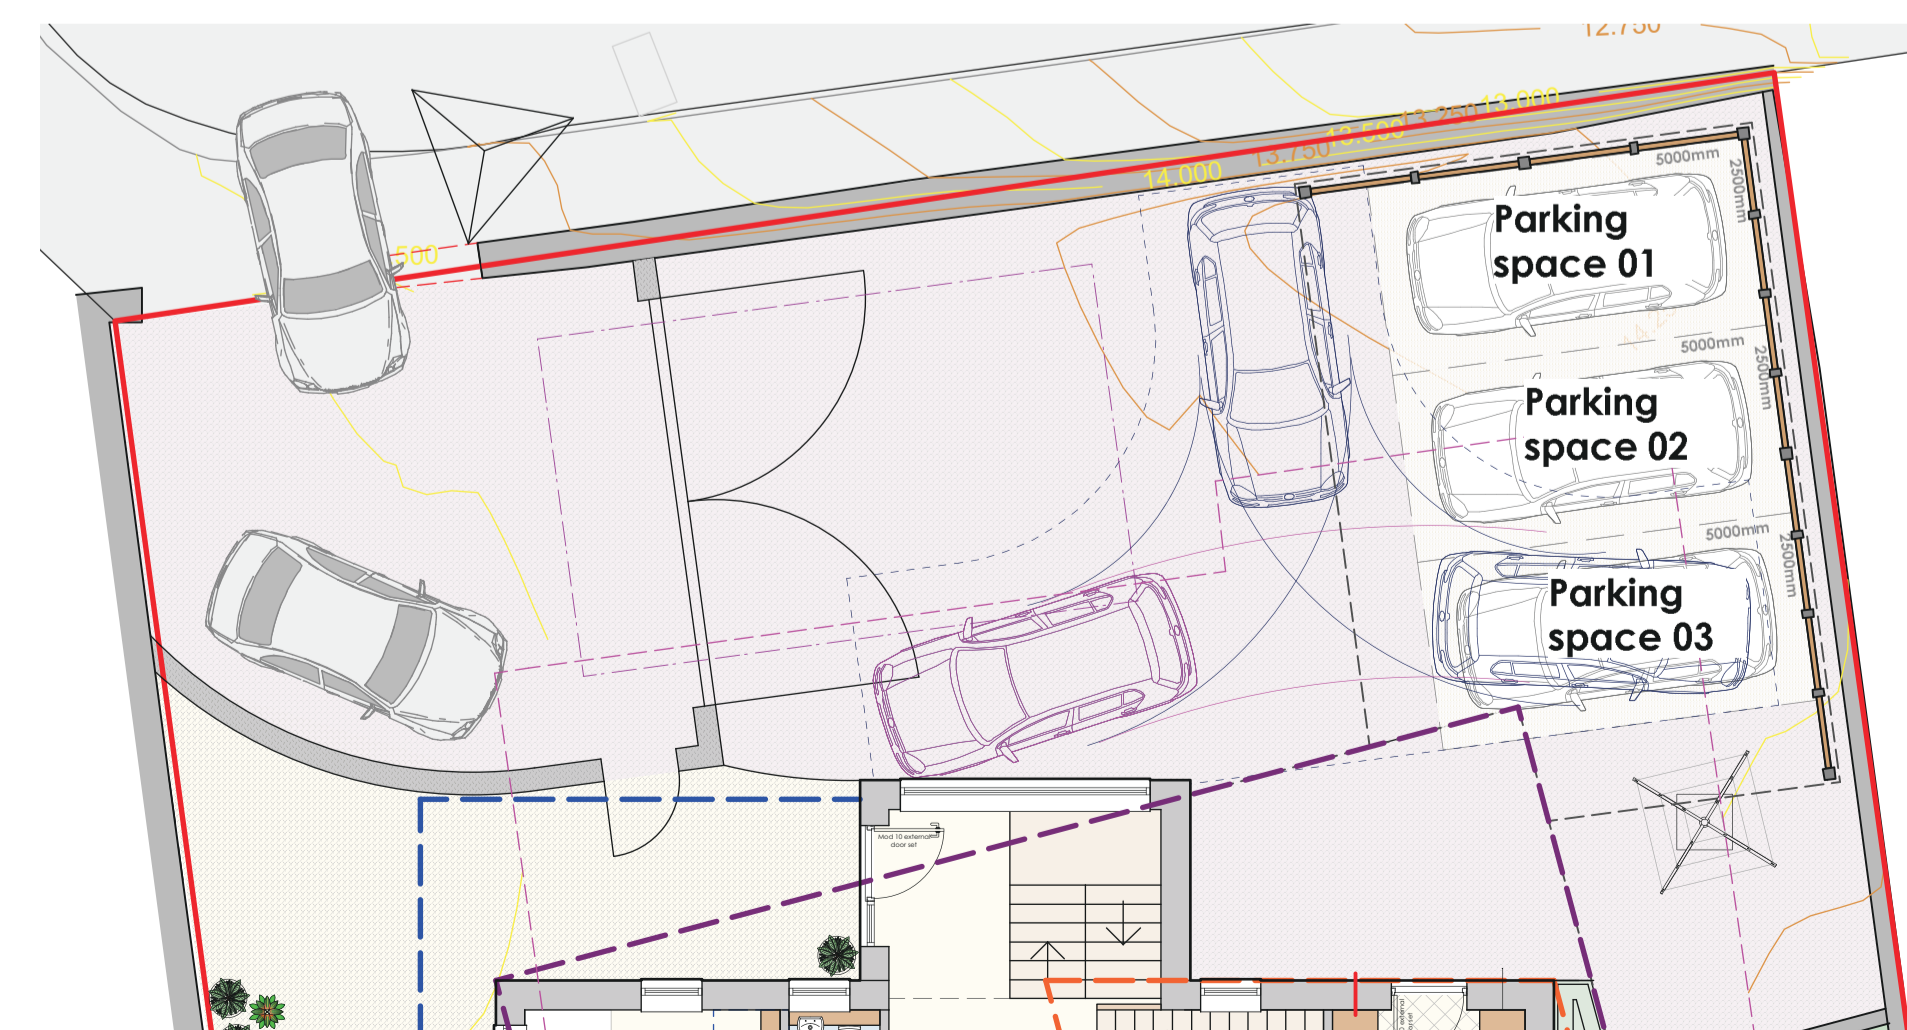 12.750
13.000
13.250
13.500
13.750
14.000
500
5000mm
2500mm
Parking
space 01
5000mm
2500mm
Parking
space 02
5000mm
2500mm
Parking
space 03
Mod 10 external
door set